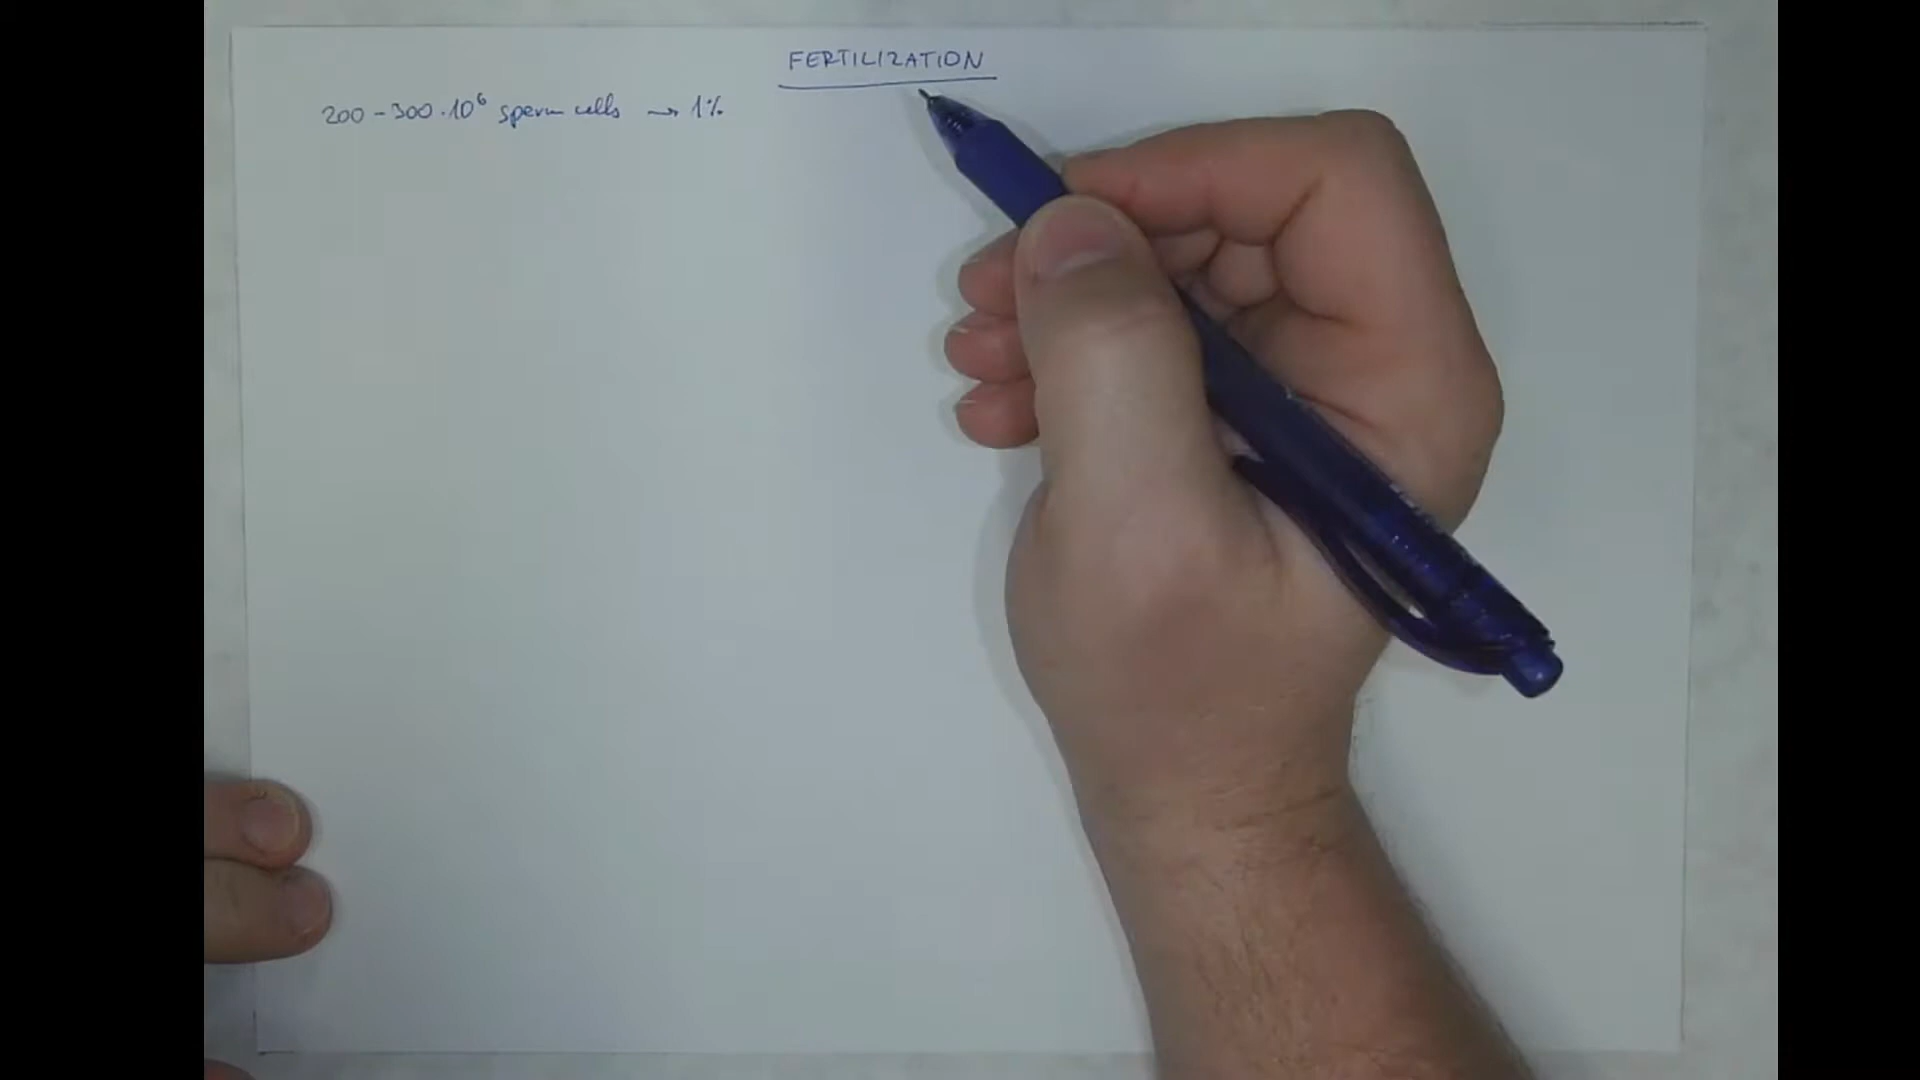 FERTILIZATION
200-300·10⁶ sperm cells → 1%